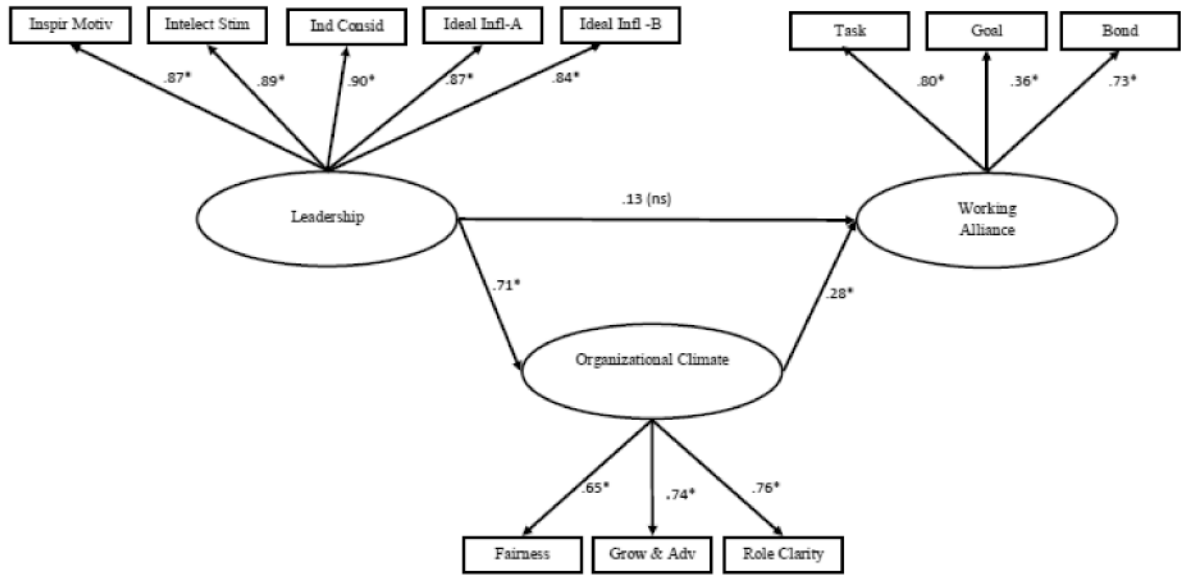 Inspir Motiv
Intelect Stim
Ind Consid
Ideal Infl-A
Ideal Infl -B
Task
Goal
Bond
.87*
.89*
.90*
.87*
.84*
.80*
.36*
.73*
Leadership
.13 (ns)
Working
Alliance
.71*
.28*
Organizational Climate
.65*
.74*
.76*
Fairness
Grow & Adv
Role Clarity